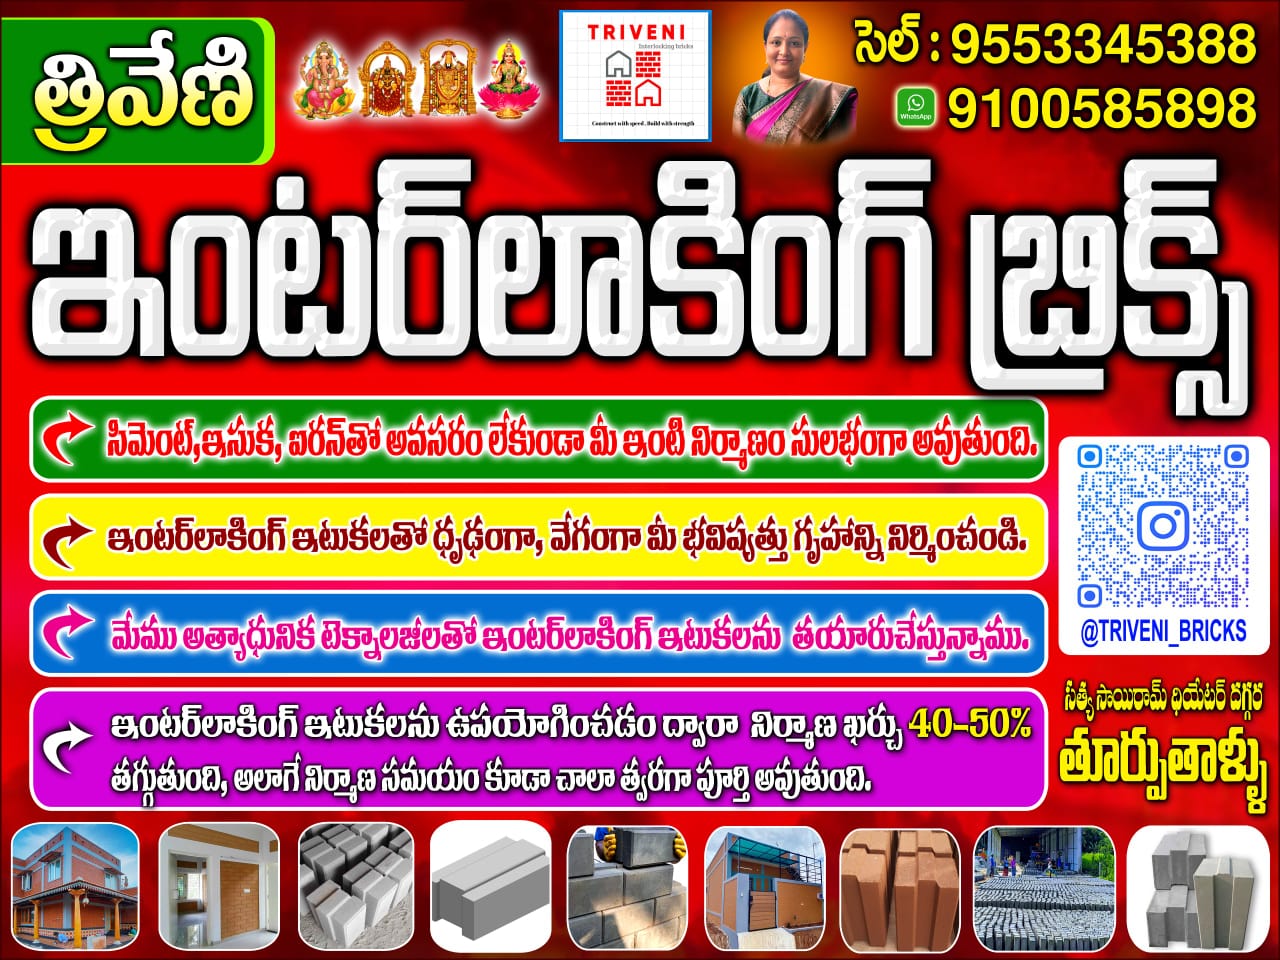 త్రివేణి
TRIVENI
Interlocking bricks
Construct with speed , Build with strength
సెల్ : 9553345388
WhatsApp
9100585898
ఇంటర్‌లాకింగ్ బ్రిక్స్
సిమెంట్,ఇసుక, ఐరన్‌తో అవసరం లేకుండా మీ ఇంటి నిర్మాణం సులభంగా అవుతుంది.
ఇంటర్‌లాకింగ్ ఇటుకలతో ధృఢంగా, వేగంగా మీ భవిష్యత్తు గృహాన్ని నిర్మించండి.
మేము అత్యాధునిక టెక్నాలజీలతో ఇంటర్‌లాకింగ్ ఇటుకలను తయారుచేస్తున్నాము.
ఇంటర్‌లాకింగ్ ఇటుకలను ఉపయోగించడం ద్వారా నిర్మాణ ఖర్చు 40-50%
తగ్గుతుంది, అలాగే నిర్మాణ సమయం కూడా చాలా త్వరగా పూర్తి అవుతుంది.
@TRIVENI_BRICKS
సత్య సాయిరామ్ థియేటర్ దగ్గర
తూర్పుతాళ్ళు